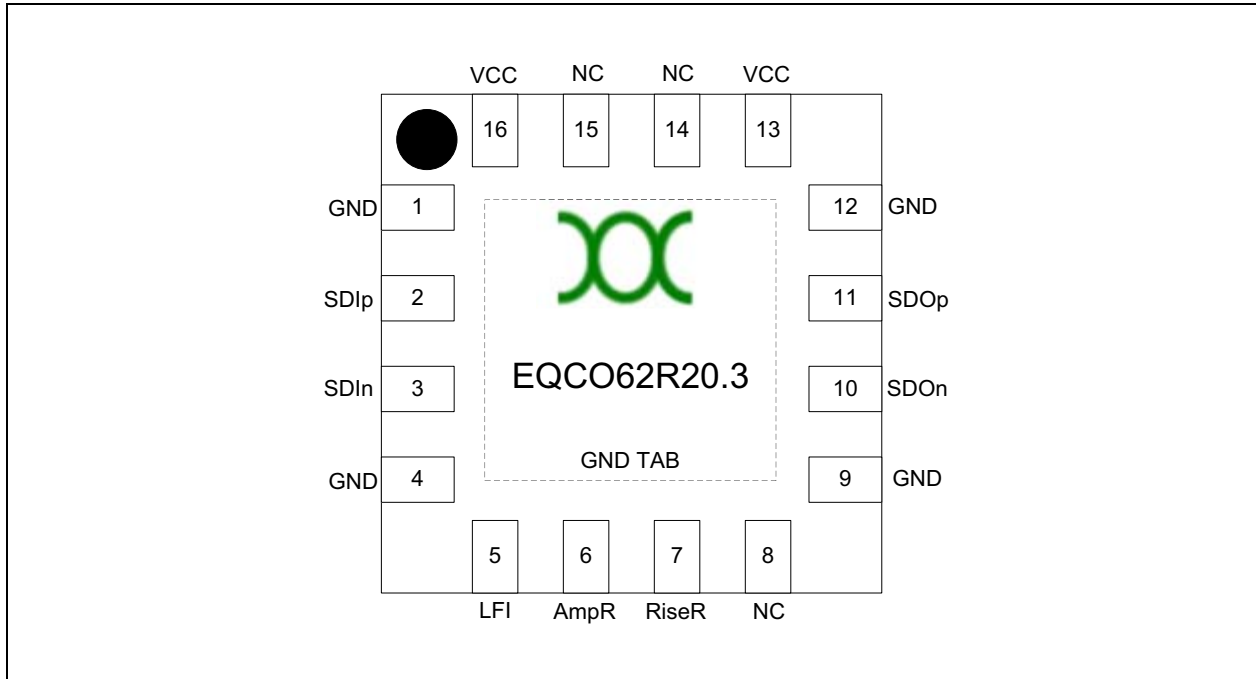 VCC NC NC VCC
16 15 14 13
GND 1 12 GND
SDIp 2 11 SDOp
SDIn 3 10 SDOn
EQCO62R20.3
GND TAB
GND 4 9 GND
5 6 7 8
LFI AmpR RiseR NC